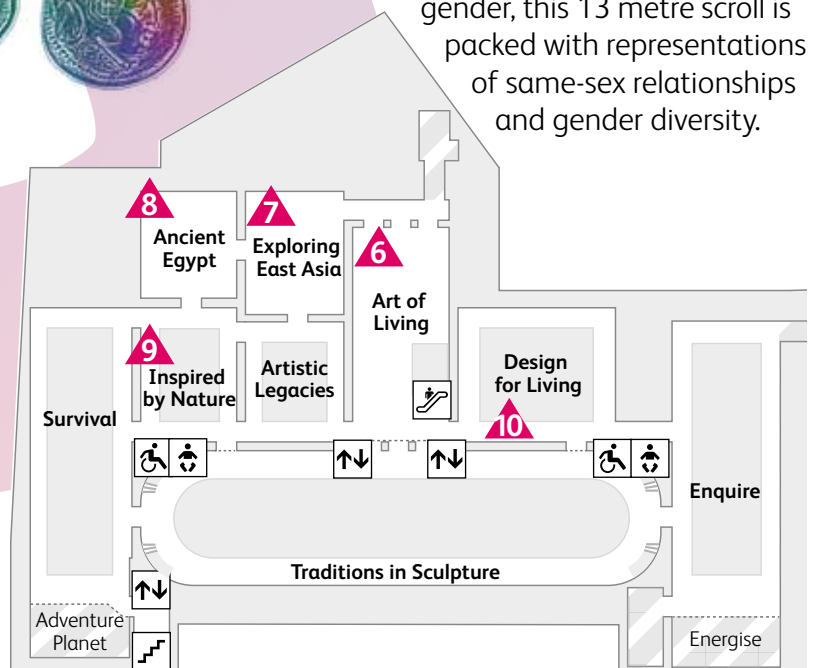 gender, this 13 metre scroll is
packed with representations
of same-sex relationships
and gender diversity.
8
Ancient
Egypt
7
Exploring
East Asia
6
Art of
Living
9
Inspired
by Nature
Artistic
Legacies
Design
for Living
10
Survival
Enquire
Traditions in Sculpture
Adventure
Planet
Energise